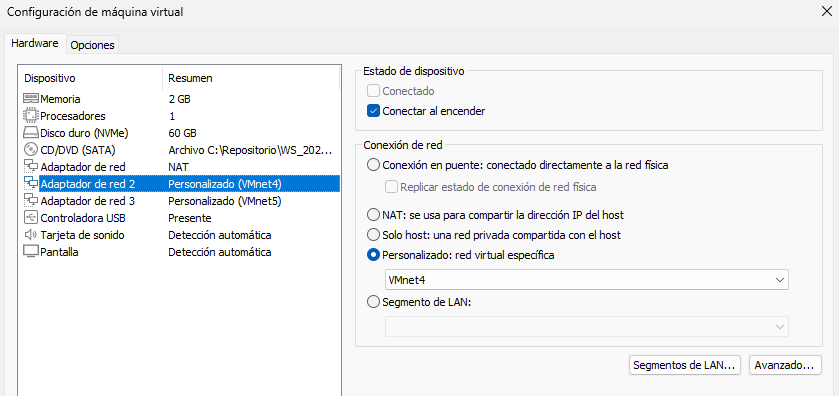 Configuración de máquina virtual
Hardware
Opciones
Dispositivo Resumen
Memoria 2 GB
Procesadores 1
Disco duro (NVMe) 60 GB
CD/DVD (SATA) Archivo C:\Repositorio\WS_202...
Adaptador de red NAT
Adaptador de red 2 Personalizado (VMnet4)
Adaptador de red 3 Personalizado (VMnet5)
Controladora USB Presente
Tarjeta de sonido Detección automática
Pantalla Detección automática
Estado de dispositivo
Conectado
Conectar al encender
Conexión de red
Conexión en puente: conectado directamente a la red física
Replicar estado de conexión de red física
NAT: se usa para compartir la dirección IP del host
Solo host: una red privada compartida con el host
Personalizado: red virtual específica
VMnet4
Segmento de LAN:
Segmentos de LAN... Avanzado...